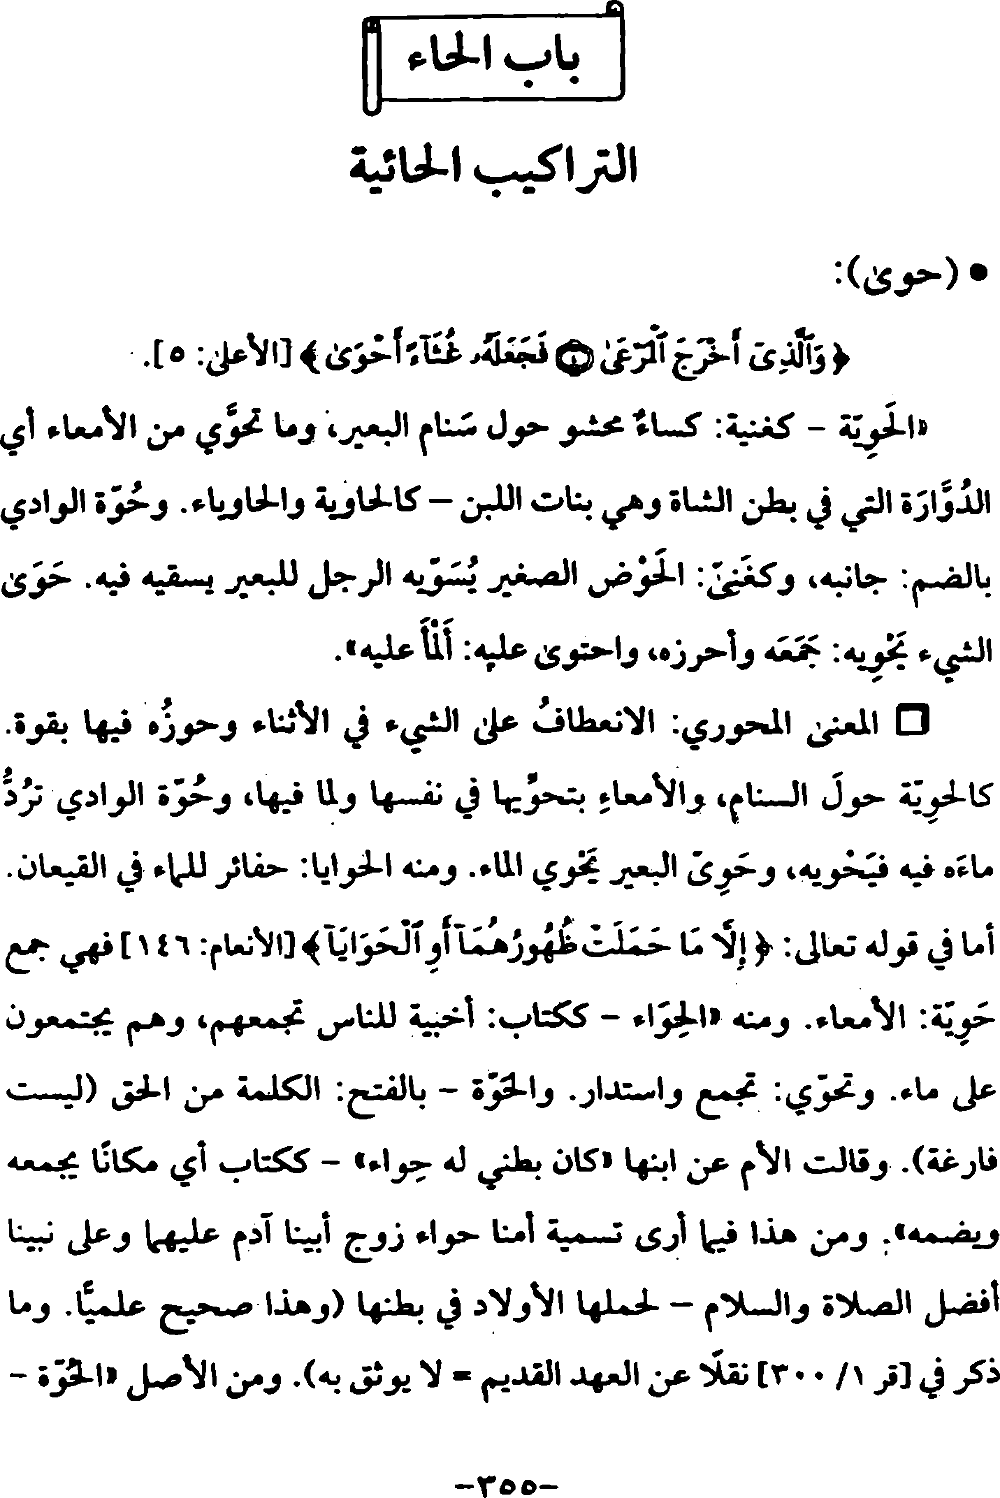 باب الحاء
التراكيب الحائية
• (حوى):
﴿وَٱلَّذِىٓ أَخْرَجَ ٱلْمَرْعَىٰ ۝٤ فَجَعَلَهُۥ غُثَآءً أَحْوَىٰ﴾ [الأعلى: ٥].
«الحَوِيّة – كغنية: كساءٌ محشو حول سَنام البعير، وما تحوَّي من الأمعاء أي
الدُوَّارَة التي في بطن الشاة وهي بنات اللبن – كالحاوية والحاوياء. وحُوّة الوادي
بالضم: جانبه، وكغَنِىّ: الحَوْض الصغير يُسَوّيه الرجل للبعير يسقيه فيه. حَوَى
الشيء يَحْوِيه: جَمَعَه وأحرزه، واحتوى عليه: أَلْمَأَ عليه».
□ المعنى المحوري: الانعطافُ على الشيء في الأثناء وحوزُه فيها بقوة.
كالحوِيّة حولَ السنام، والأمعاءِ بتحوِّيها في نفسها ولما فيها، وحُوّة الوادي ترُدُّ
ماءَه فيه فيَحْويه، وحَوِىّ البعير يَحْوي الماء. ومنه الحوايا: حفائر للماء في القيعان.
أما في قوله تعالى: ﴿إِلَّا مَا حَمَلَتْ ظُهُورُهُمَآ أَوِ ٱلْحَوَايَآ﴾ [الأنعام: ١٤٦] فهي جمع
حَوِيّة: الأمعاء. ومنه «الحِوَاء – ككتاب: أخبية للناس تجمعهم، وهم يجتمعون
على ماء. وتحوّي: تجمع واستدار. والحَوّة – بالفتح: الكلمة من الحق (ليست
فارغة). وقالت الأم عن ابنها «كان بطني له حِواء» – ككتاب أي مكانًا يجمعه
ويضمه». ومن هذا فيما أرى تسمية أمنا حواء زوج أبينا آدم عليهما وعلى نبينا
أفضل الصلاة والسلام – لحملها الأولاد في بطنها (وهذا صحيح علميًّا. وما
ذكر في [قر ١/ ٣٠٠] نقلًا عن العهد القديم = لا يوثق به). ومن الأصل «الحُوّة –
-٣٥٥-